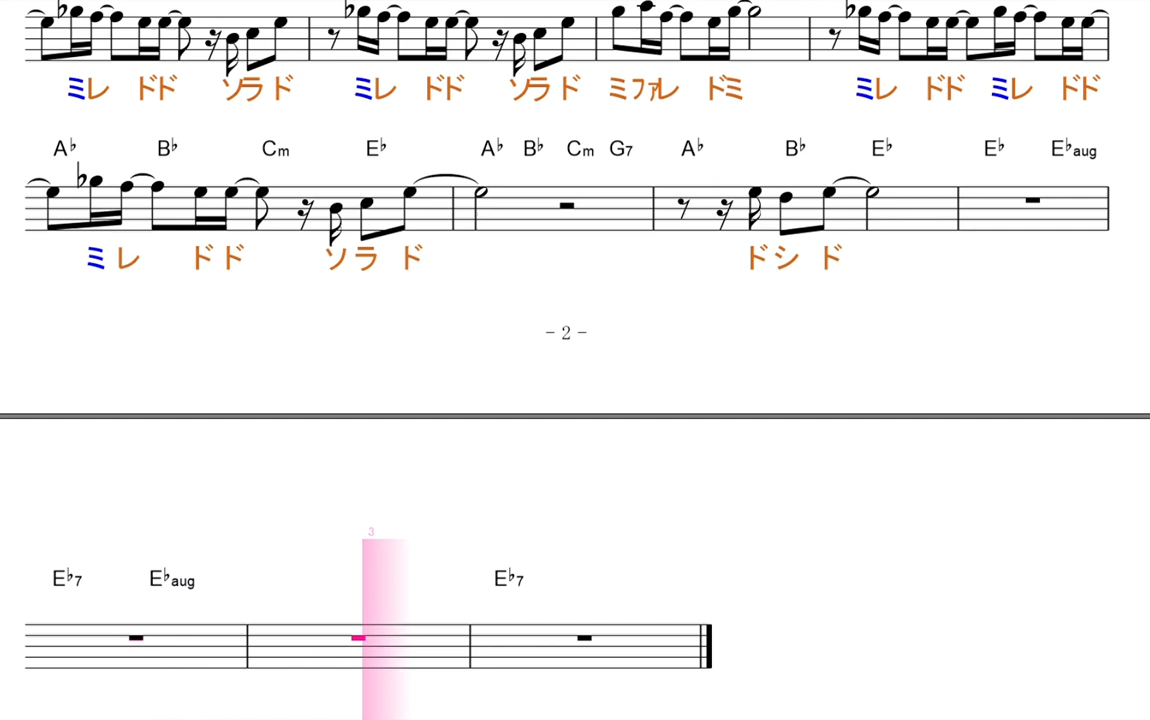 ミレ ドド ソラド ミレ ドド ソラド ミファレ ドミ ミレ ドド ミレ ドド
A♭ B♭ Cm E♭ A♭ B♭ Cm G7 A♭ B♭ E♭ E♭ E♭aug
ミレ ドド ソラ ド ドシ ド
- 2 -
3
E♭7 E♭aug E♭7